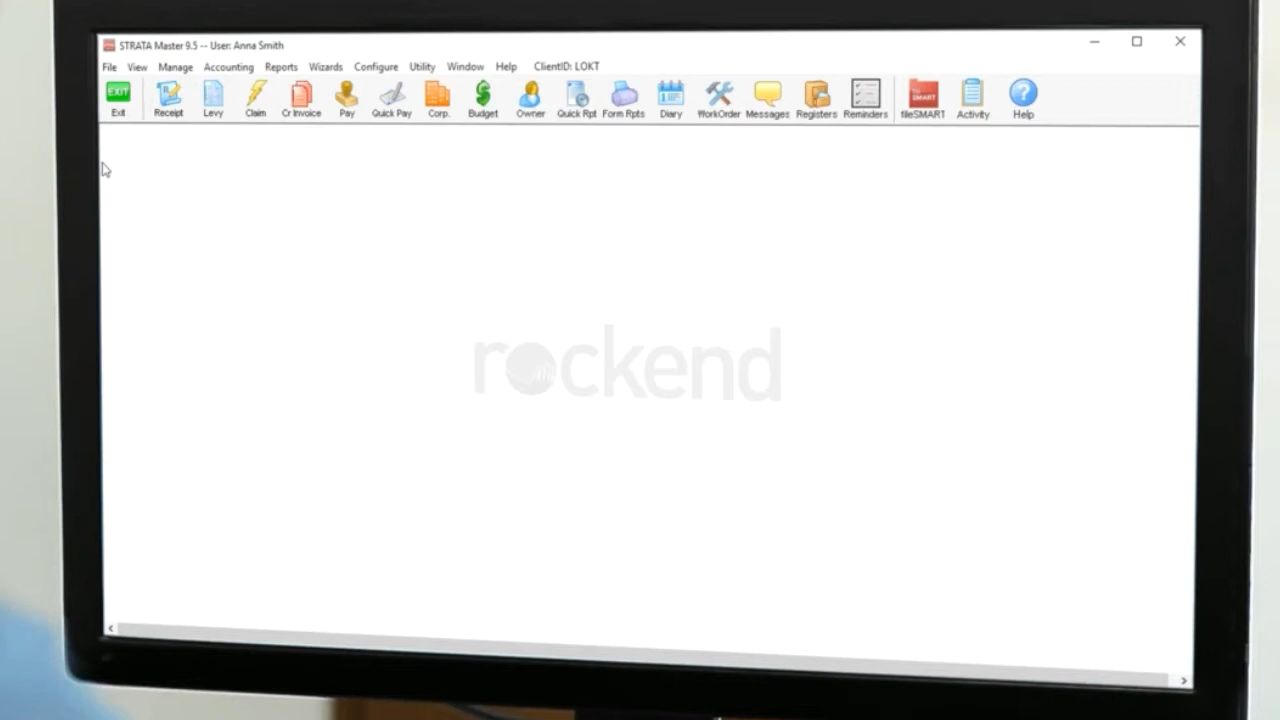 STRATA Master 9.5 -- User: Anna Smith
File View Manage Accounting Reports Wizards Configure Utility Window Help ClientID: LOKT
EXIT SMART
Exit Receipt Levy Claim Cr Invoice Pay Quick Pay Corp. Budget Owner Quick Rpt Form Rpts Diary WorkOrder Messages Registers Reminders fileSMART Activity Help
rockend